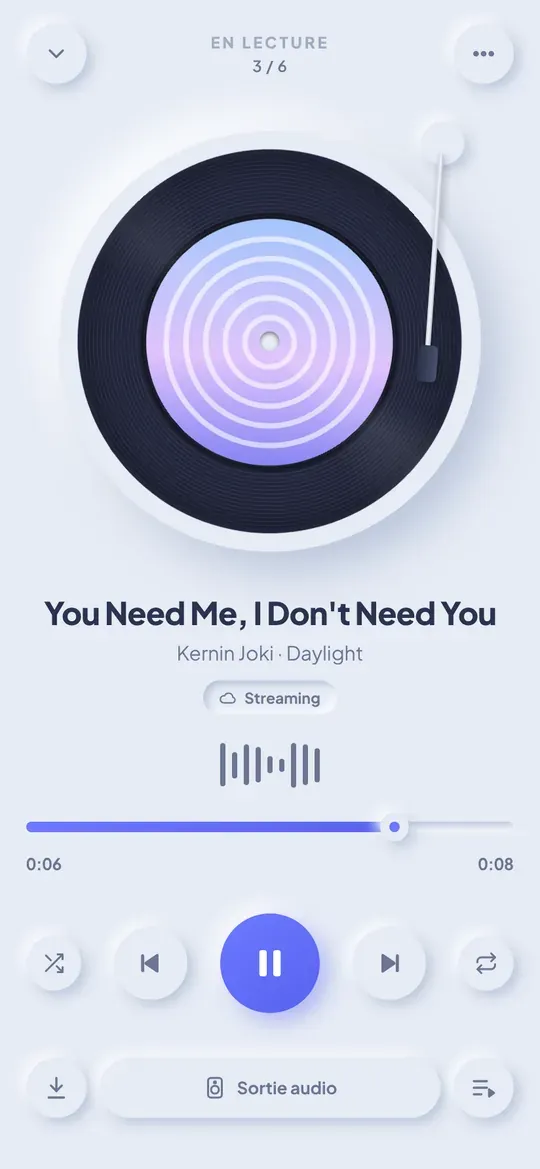 EN LECTURE
3 / 6
You Need Me, I Don't Need You
Kernin Joki · Daylight
Streaming
0:06
0:08
Sortie audio